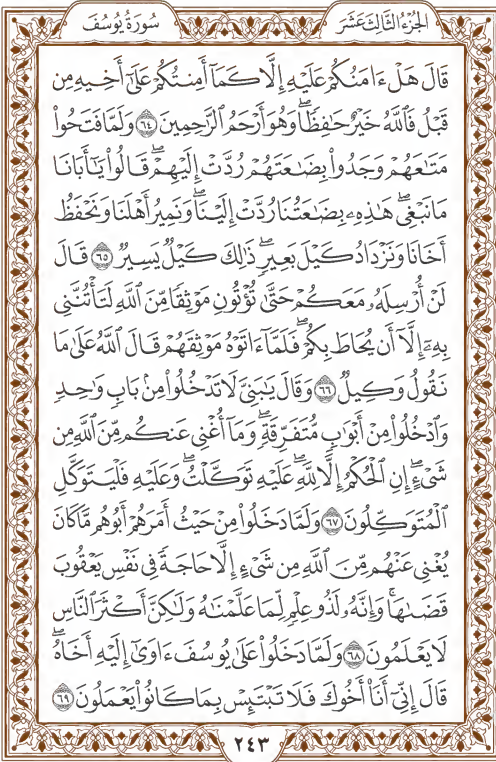 الجزء الثالث عشر سورة يوسف
قَالَ هَلْ ءَامَنُكُمْ عَلَيْهِ إِلَّا كَمَآ أَمِنتُكُمْ عَلَىٰٓ أَخِيهِ مِن
قَبْلُ فَٱللَّهُ خَيْرٌ حَٰفِظًاۖ وَهُوَ أَرْحَمُ ٱلرَّٰحِمِينَ ٦٤ وَلَمَّا فَتَحُوا۟
مَتَٰعَهُمْ وَجَدُوا۟ بِضَٰعَتَهُمْ رُدَّتْ إِلَيْهِمْۖ قَالُوا۟ يَٰٓأَبَانَا
مَا نَبْغِىۖ هَٰذِهِۦ بِضَٰعَتُنَا رُدَّتْ إِلَيْنَاۖ وَنَمِيرُ أَهْلَنَا وَنَحْفَظُ
أَخَانَا وَنَزْدَادُ كَيْلَ بَعِيرٍۖ ذَٰلِكَ كَيْلٌ يَسِيرٌ ٦٥ قَالَ
لَنْ أُرْسِلَهُۥ مَعَكُمْ حَتَّىٰ تُؤْتُونِ مَوْثِقًا مِّنَ ٱللَّهِ لَتَأْتُنَّنِى
بِهِۦٓ إِلَّآ أَن يُحَاطَ بِكُمْۖ فَلَمَّآ ءَاتَوْهُ مَوْثِقَهُمْ قَالَ ٱللَّهُ عَلَىٰ مَا
نَقُولُ وَكِيلٌ ٦٦ وَقَالَ يَٰبَنِىَّ لَا تَدْخُلُوا۟ مِنۢ بَابٍ وَٰحِدٍ
وَٱدْخُلُوا۟ مِنْ أَبْوَٰبٍ مُّتَفَرِّقَةٍۖ وَمَآ أُغْنِى عَنكُم مِّنَ ٱللَّهِ مِن
شَىْءٍۖ إِنِ ٱلْحُكْمُ إِلَّا لِلَّهِۖ عَلَيْهِ تَوَكَّلْتُۖ وَعَلَيْهِ فَلْيَتَوَكَّلِ
ٱلْمُتَوَكِّلُونَ ٦٧ وَلَمَّا دَخَلُوا۟ مِنْ حَيْثُ أَمَرَهُمْ أَبُوهُم مَّا كَانَ
يُغْنِى عَنْهُم مِّنَ ٱللَّهِ مِن شَىْءٍ إِلَّا حَاجَةً فِى نَفْسِ يَعْقُوبَ
قَضَىٰهَاۚ وَإِنَّهُۥ لَذُو عِلْمٍ لِّمَا عَلَّمْنَٰهُ وَلَٰكِنَّ أَكْثَرَ ٱلنَّاسِ
لَا يَعْلَمُونَ ٦٨ وَلَمَّا دَخَلُوا۟ عَلَىٰ يُوسُفَ ءَاوَىٰٓ إِلَيْهِ أَخَاهُۖ
قَالَ إِنِّىٓ أَنَا۠ أَخُوكَ فَلَا تَبْتَئِسْ بِمَا كَانُوا۟ يَعْمَلُونَ ٦٩
٢٤٣